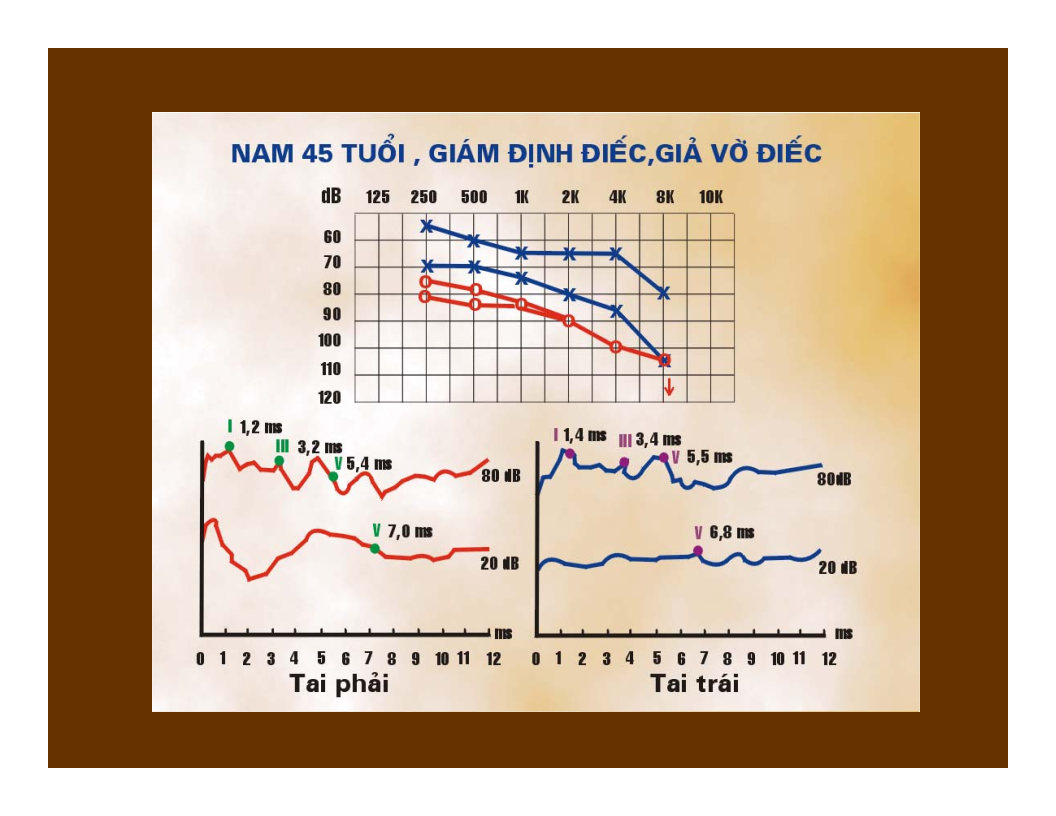 NAM 45 TUỔI , GIÁM ĐỊNH ĐIẾC,GIẢ VỜ ĐIẾC
dB 125 250 500 1K 2K 4K 8K 10K
60
70
80
90
100
110
120
I 1,2 ms
III 3,2 ms
V 5,4 ms
80 dB
V 7,0 ms
20 dB
ms
0 1 2 3 4 5 6 7 8 9 10 11 12
Tai phải
I 1,4 ms
III 3,4 ms
V 5,5 ms
80dB
V 6,8 ms
20 dB
ms
0 1 2 3 4 5 6 7 8 9 10 11 12
Tai trái